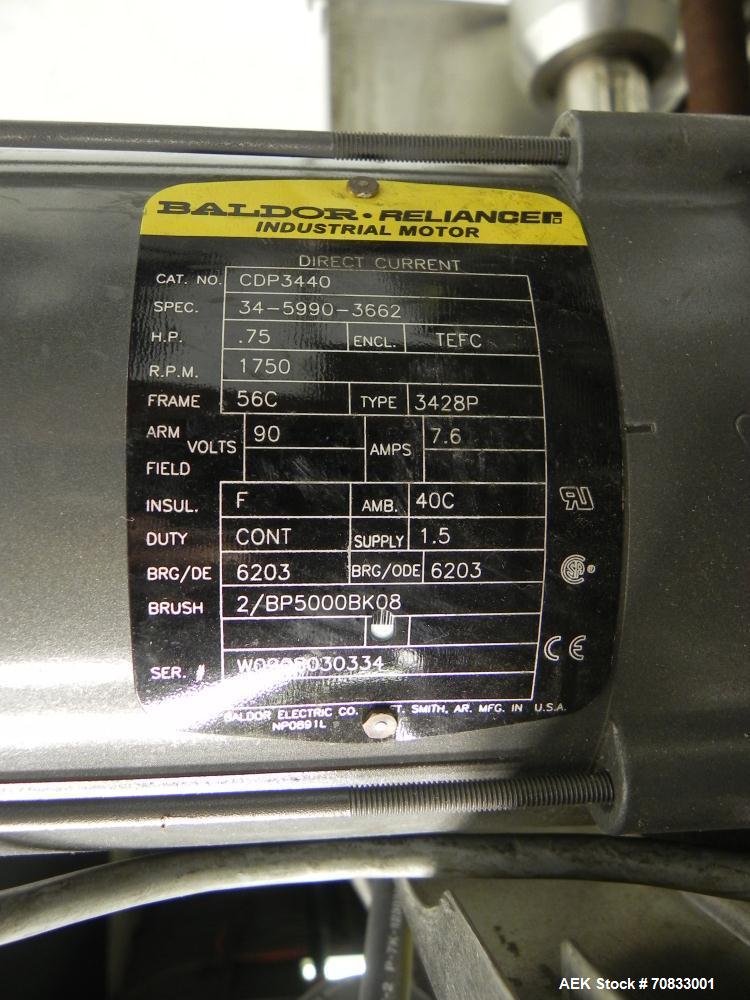 BALDOR • RELIANCER
INDUSTRIAL MOTOR
DIRECT CURRENT
CAT. NO. CDP3440
SPEC. 34-5990-3662
H.P. .75 ENCL. TEFC
R.P.M. 1750
FRAME 56C TYPE 3428P
ARM VOLTS 90 AMPS 7.6
FIELD
INSUL. F AMB. 40C
DUTY CONT SUPPLY 1.5
BRG/DE 6203 BRG/ODE 6203
BRUSH 2/BP5000BK08
SER. #
BALDOR ELECTRIC CO. FT. SMITH, AR. MFG. IN U.S.A.
NP0891L
CE
AEK Stock # 70833001